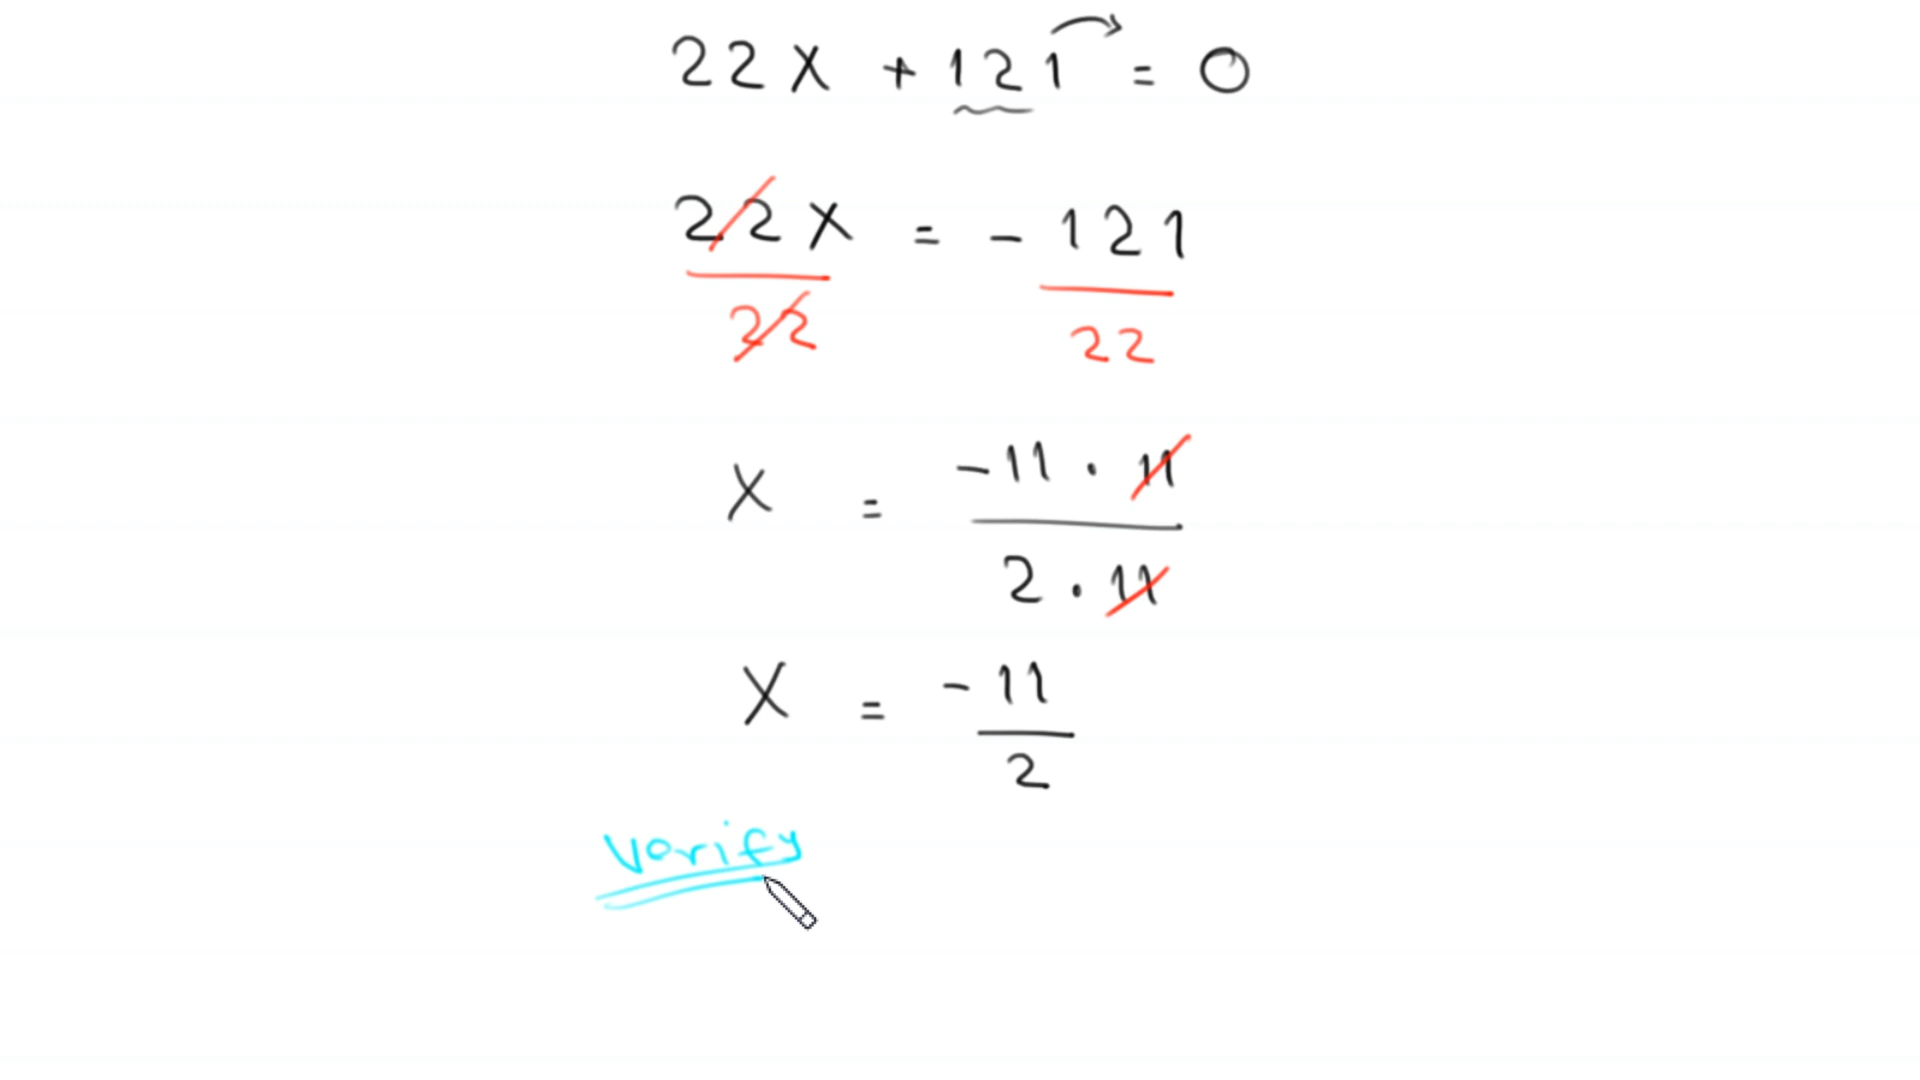 22x + 121 = 0
22x = - 121
22 22
x = -11 · 11
2 · 11
x = -11
2
verify